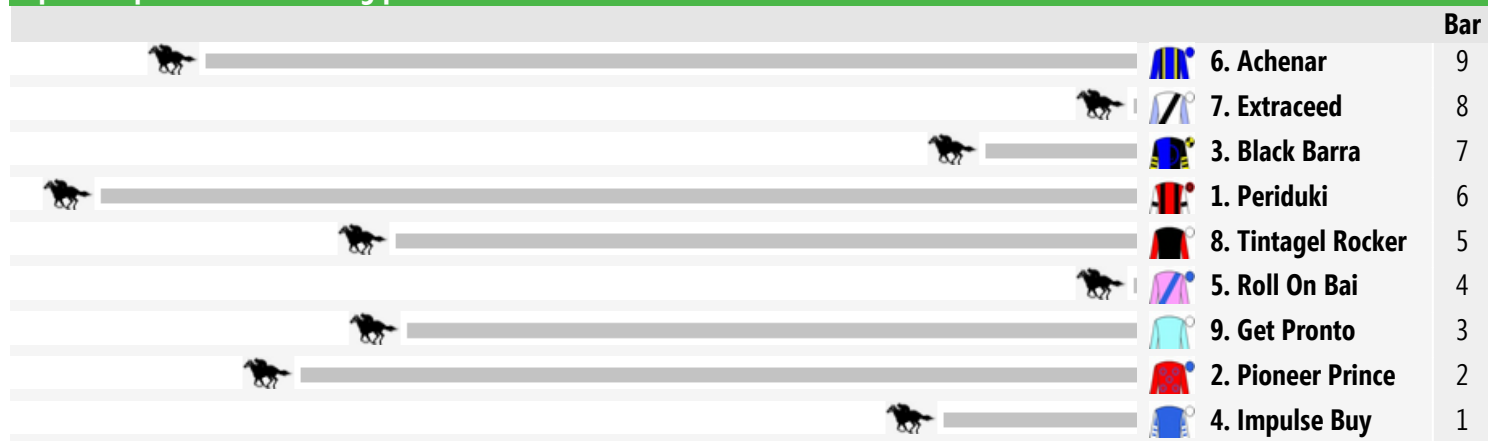 Bar
6. Achenar 9
7. Extraceed 8
3. Black Barra 7
1. Periduki 6
8. Tintagel Rocker 5
5. Roll On Bai 4
9. Get Pronto 3
2. Pioneer Prince 2
4. Impulse Buy 1